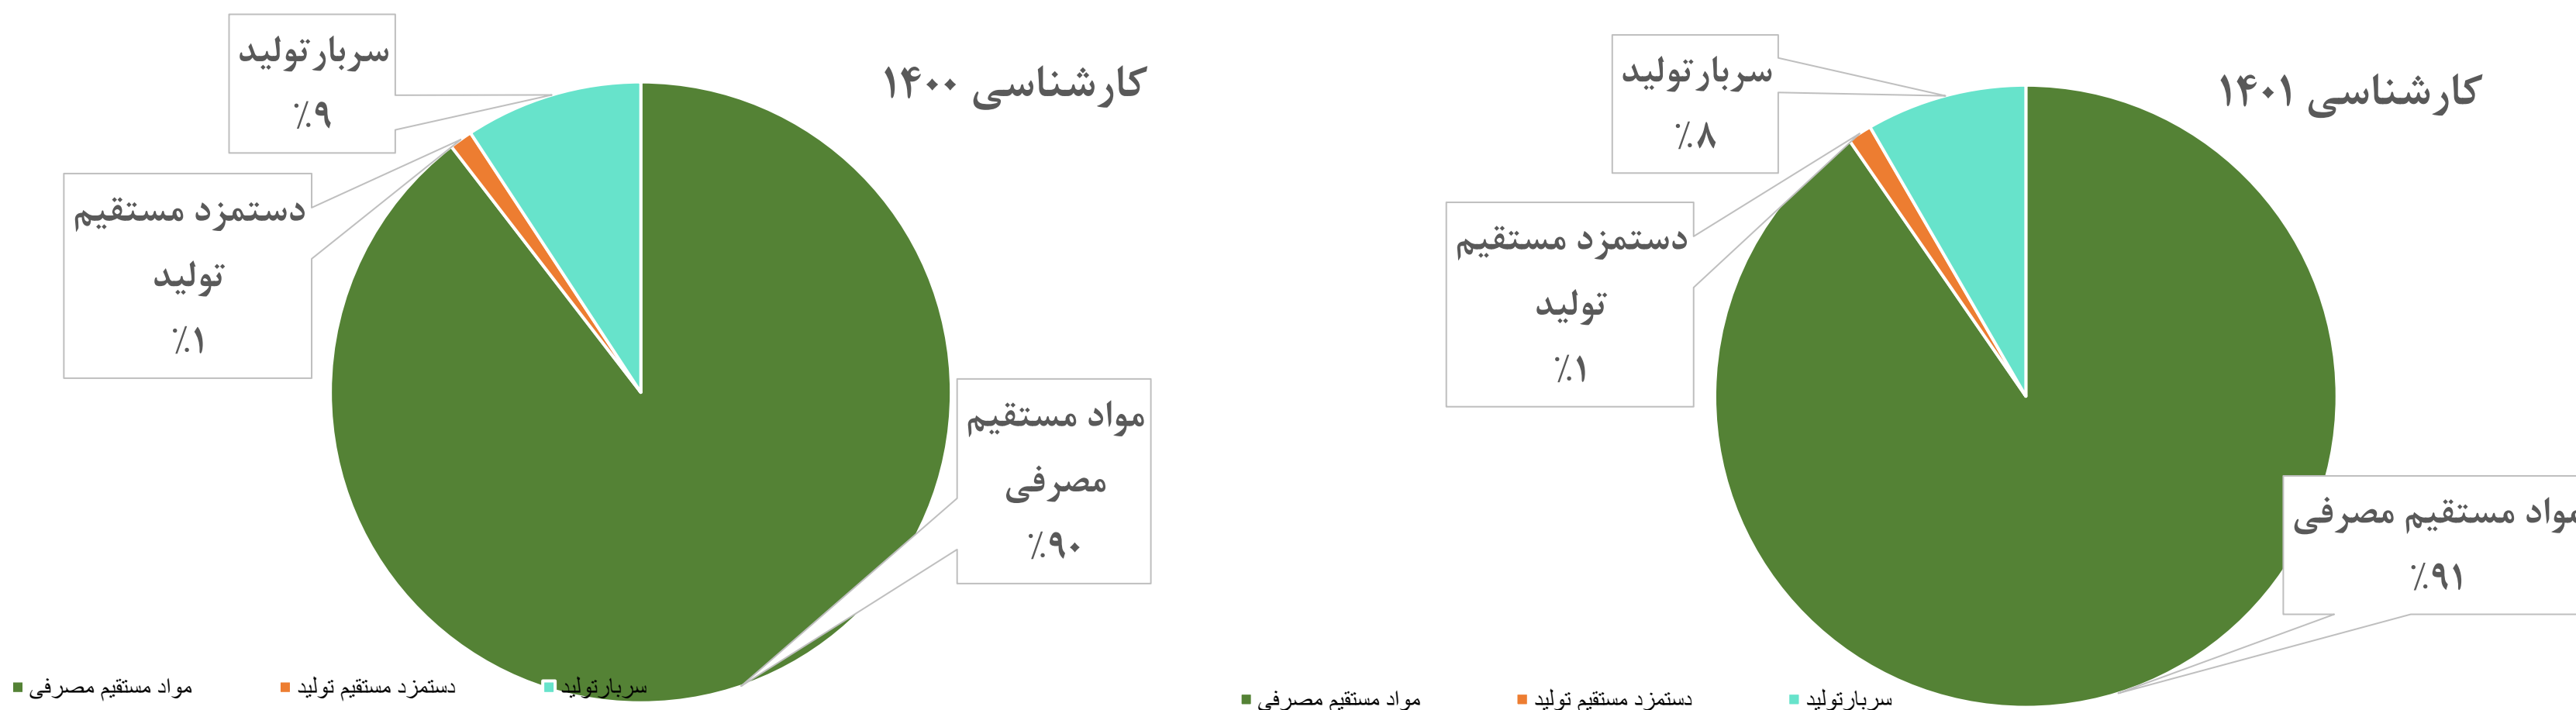 کارشناسی ۱۴۰۱
سربارتولید
٪۸
دستمزد مستقیم
تولید
٪۱
مواد مستقیم مصرفی
٪۹۱
مواد مستقیم مصرفی
دستمزد مستقیم تولید
سربارتولید
کارشناسی ۱۴۰۰
سربارتولید
٪۹
دستمزد مستقیم
تولید
٪۱
مواد مستقیم
مصرفی
٪۹۰
مواد مستقیم مصرفی
دستمزد مستقیم تولید
سربارتولید